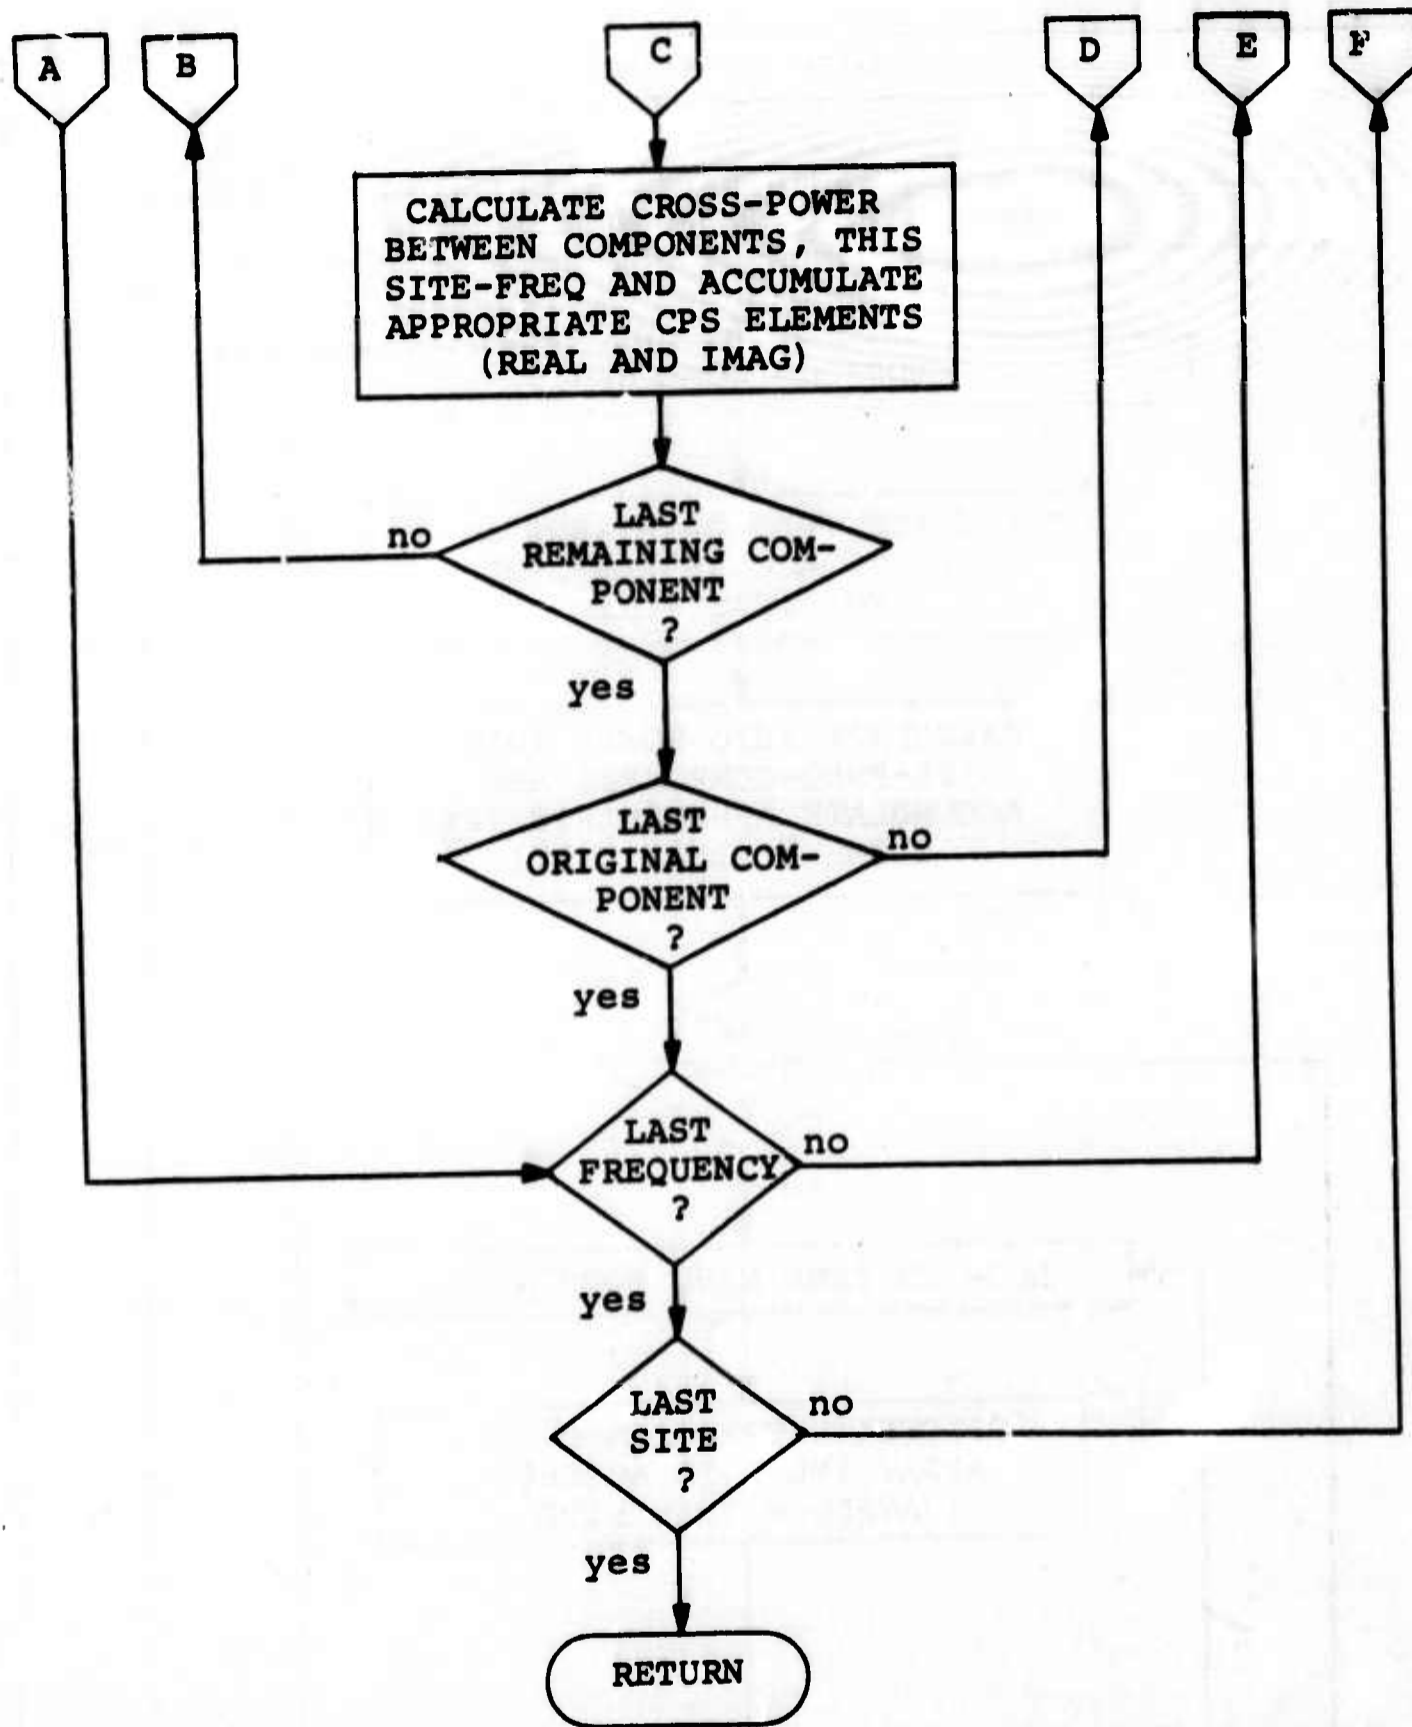 A
B
C
D
E
F
CALCULATE CROSS-POWER
BETWEEN COMPONENTS, THIS
SITE-FREQ AND ACCUMULATE
APPROPRIATE CPS ELEMENTS
(REAL AND IMAG)
LAST
REMAINING COM-
PONENT
?
no
yes
LAST
ORIGINAL COM-
PONENT
?
no
yes
LAST
FREQUENCY
?
no
yes
LAST
SITE
?
no
yes
RETURN